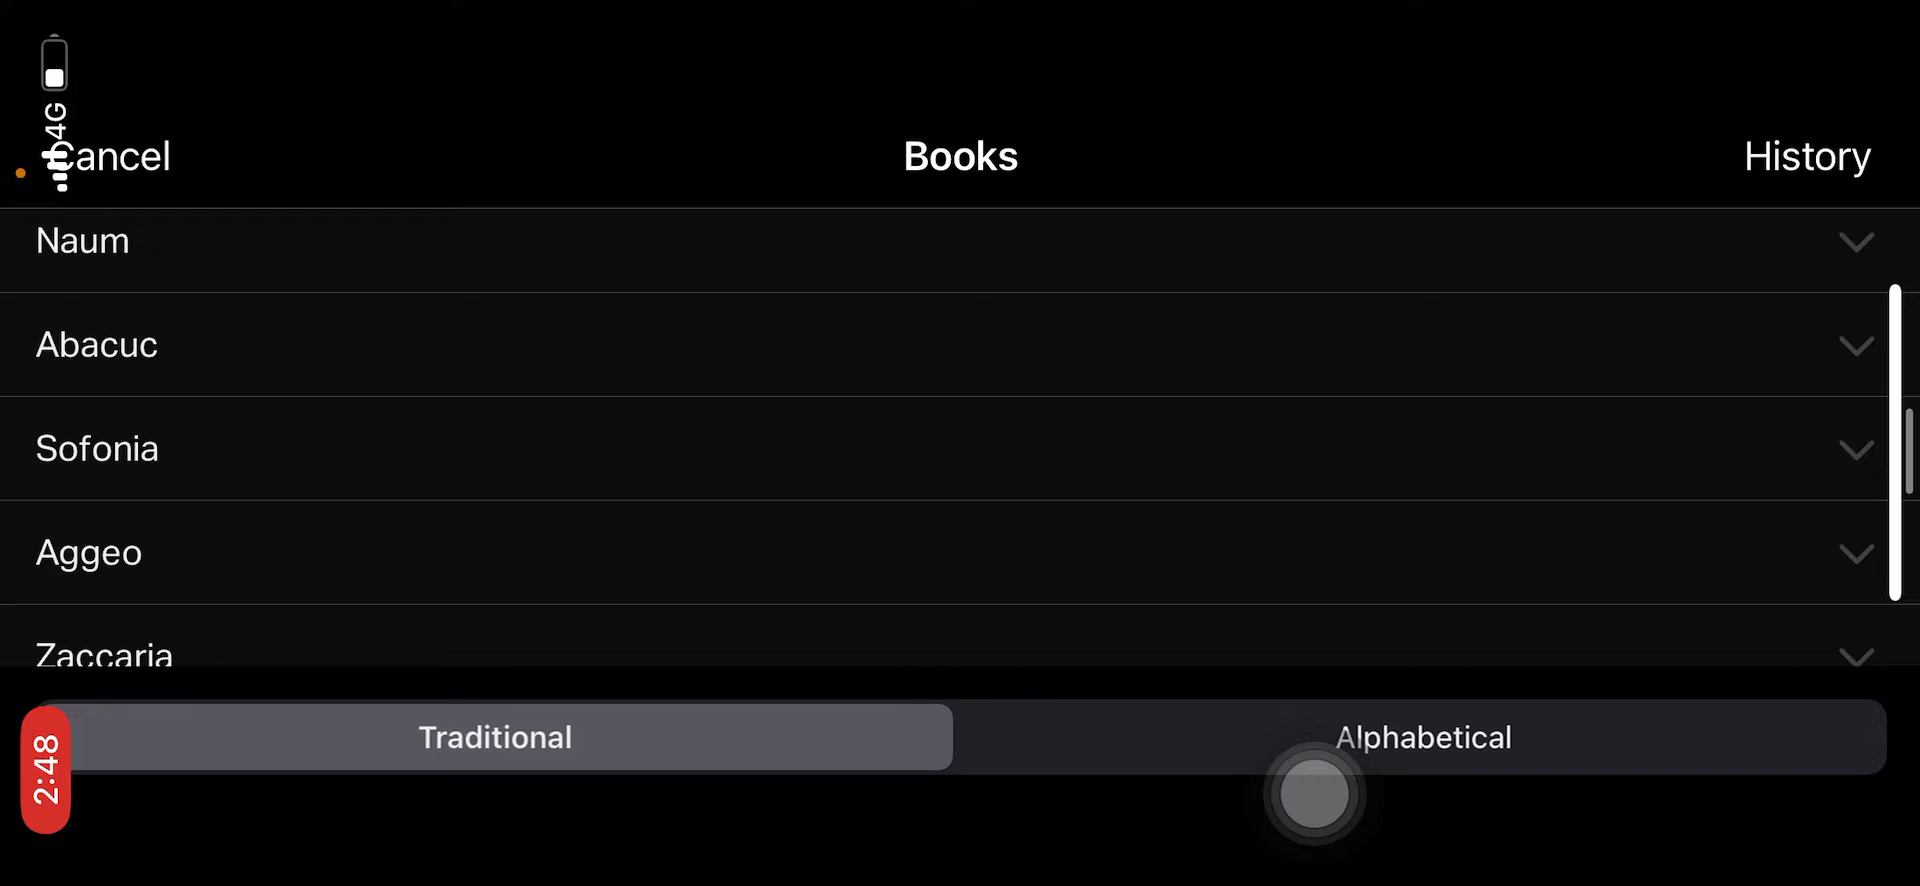 4G
Cancel
Books
History
Naum
Abacuc
Sofonia
Aggeo
Zaccaria
Traditional
Alphabetical
2:48